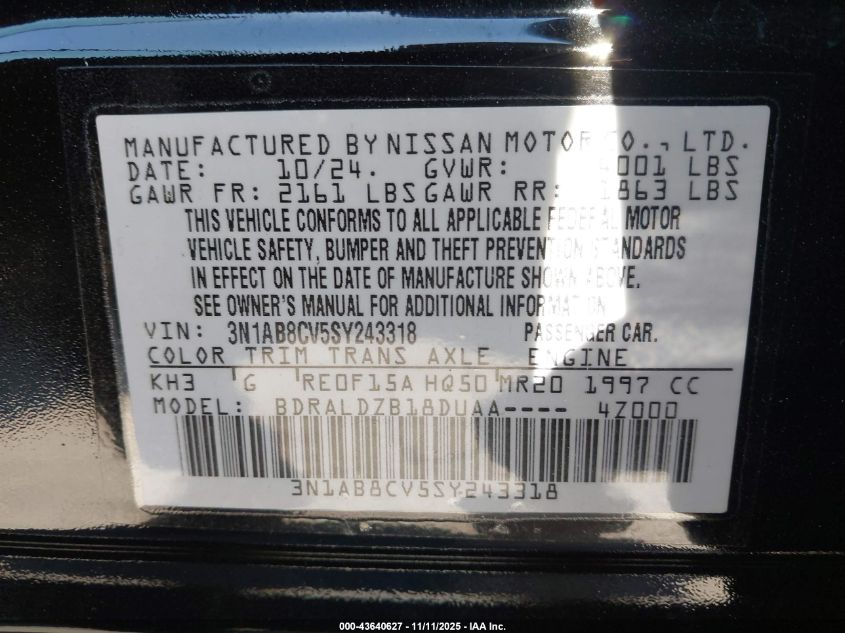 MANUFACTURED BY NISSAN MOTOR CO., LTD.
DATE: 10/24. GVWR: 4001 LBS
GAWR FR: 2161 LBS GAWR RR: 1863 LBS
THIS VEHICLE CONFORMS TO ALL APPLICABLE FEDERAL MOTOR
VEHICLE SAFETY, BUMPER AND THEFT PREVENTION STANDARDS
IN EFFECT ON THE DATE OF MANUFACTURE SHOWN ABOVE.
SEE OWNER'S MANUAL FOR ADDITIONAL INFORMATION.
VIN: 3N1AB8CV5SY243318 PASSENGER CAR.
COLOR TRIM TRANS AXLE ENGINE
KH3 G RE0F15A HQ50 MR20 1997 CC
MODEL: BDRALDZB18DUAA---- 4Z000
3N1AB8CV5SY243318
000-43640627 - 11/11/2025 - IAA Inc.